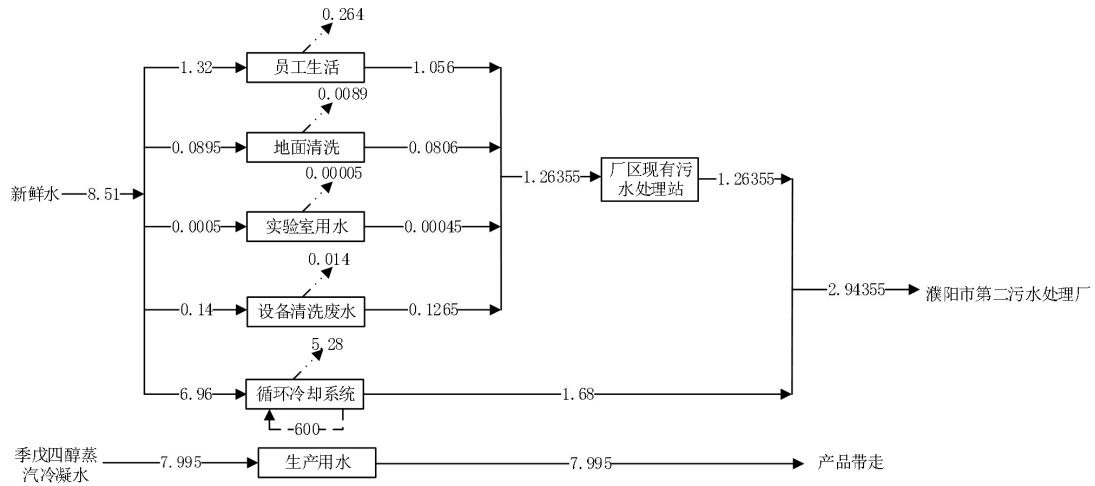 0.264
1.32
员工生活
1.056
0.0089
0.0895
地面清洗
0.0806
0.00005
新鲜水
8.51
0.0005
实验室用水
0.00045
1.26355
厂区现有污
水处理站
1.26355
0.014
0.14
设备清洗废水
0.1265
2.94355
濮阳市第二污水处理厂
5.28
6.96
循环冷却系统
1.68
600
季戊四醇蒸
汽冷凝水
7.995
生产用水
7.995
产品带走